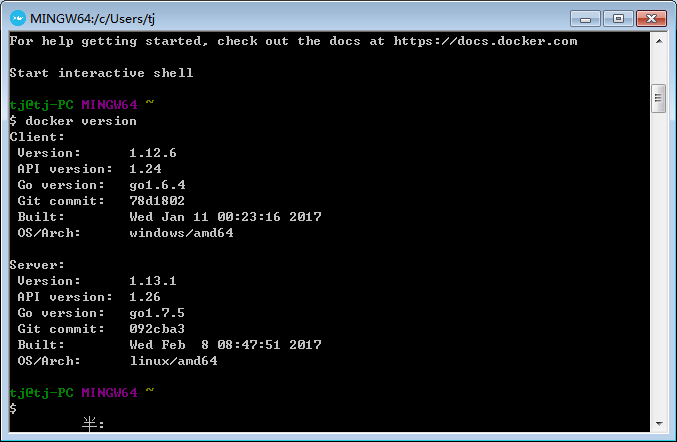 MINGW64:/c/Users/tj
For help getting started, check out the docs at https://docs.docker.com
Start interactive shell
tj@tj-PC MINGW64 ~
$ docker version
Client:
 Version:      1.12.6
 API version:  1.24
 Go version:   go1.6.4
 Git commit:   78d1802
 Built:        Wed Jan 11 00:23:16 2017
 OS/Arch:      windows/amd64
Server:
 Version:      1.13.1
 API version:  1.26
 Go version:   go1.7.5
 Git commit:   092cba3
 Built:        Wed Feb  8 08:47:51 2017
 OS/Arch:      linux/amd64
tj@tj-PC MINGW64 ~
$
半: